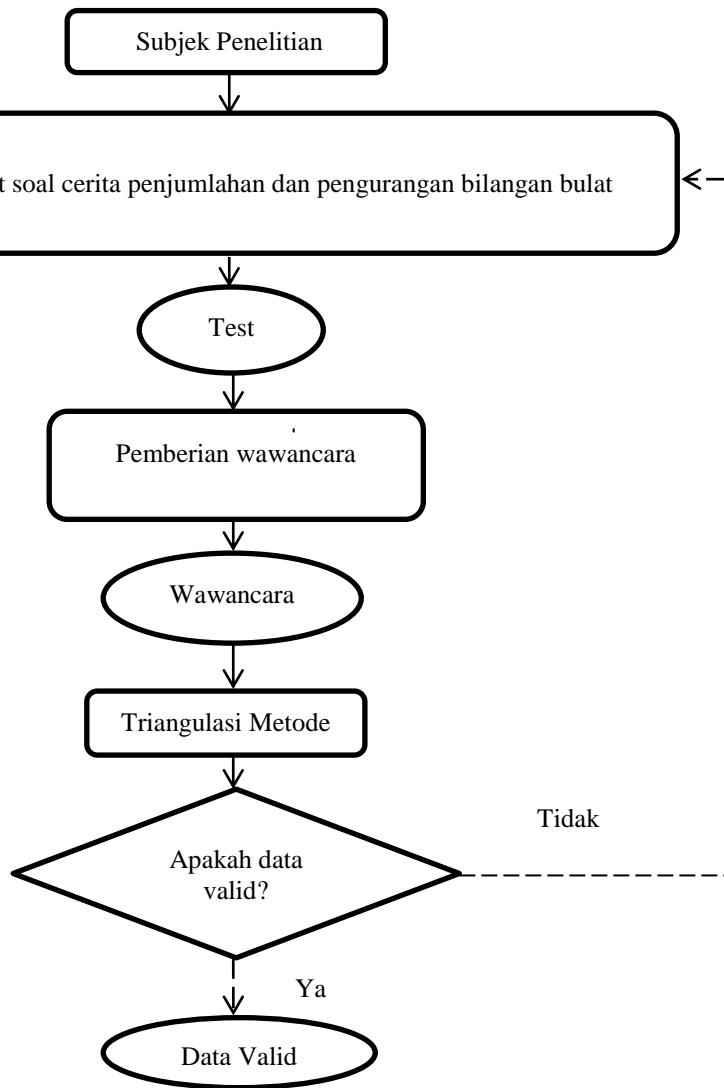 Subjek Penelitian
soal cerita penjumlahan dan pengurangan bilangan bulat
Test
Pemberian wawancara
Wawancara
Triangulasi Metode
Tidak
Apakah data
valid?
Ya
Data Valid